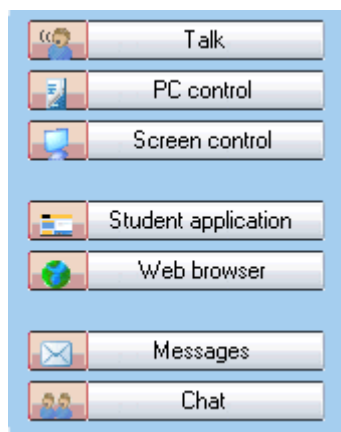 Talk
PC control
Screen control
Student application
Web browser
Messages
Chat